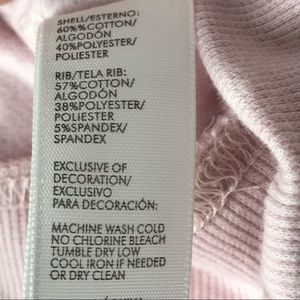 SHELL/ESTERNO:
60%%COTTON/
ALGODÓN
40%POLYESTER/
POLIESTER
RIB/TELA RIB:
57%COTTON/
ALGODÓN
38%POLYESTER/
POLIESTER
5%SPANDEX/
SPANDEX
EXCLUSIVE OF
DECORATION/
EXCLUSIVO
PARA DECORACIÓN:
MACHINE WASH COLD
NO CHLORINE BLEACH
TUMBLE DRY LOW
COOL IRON IF NEEDED
OR DRY CLEAN